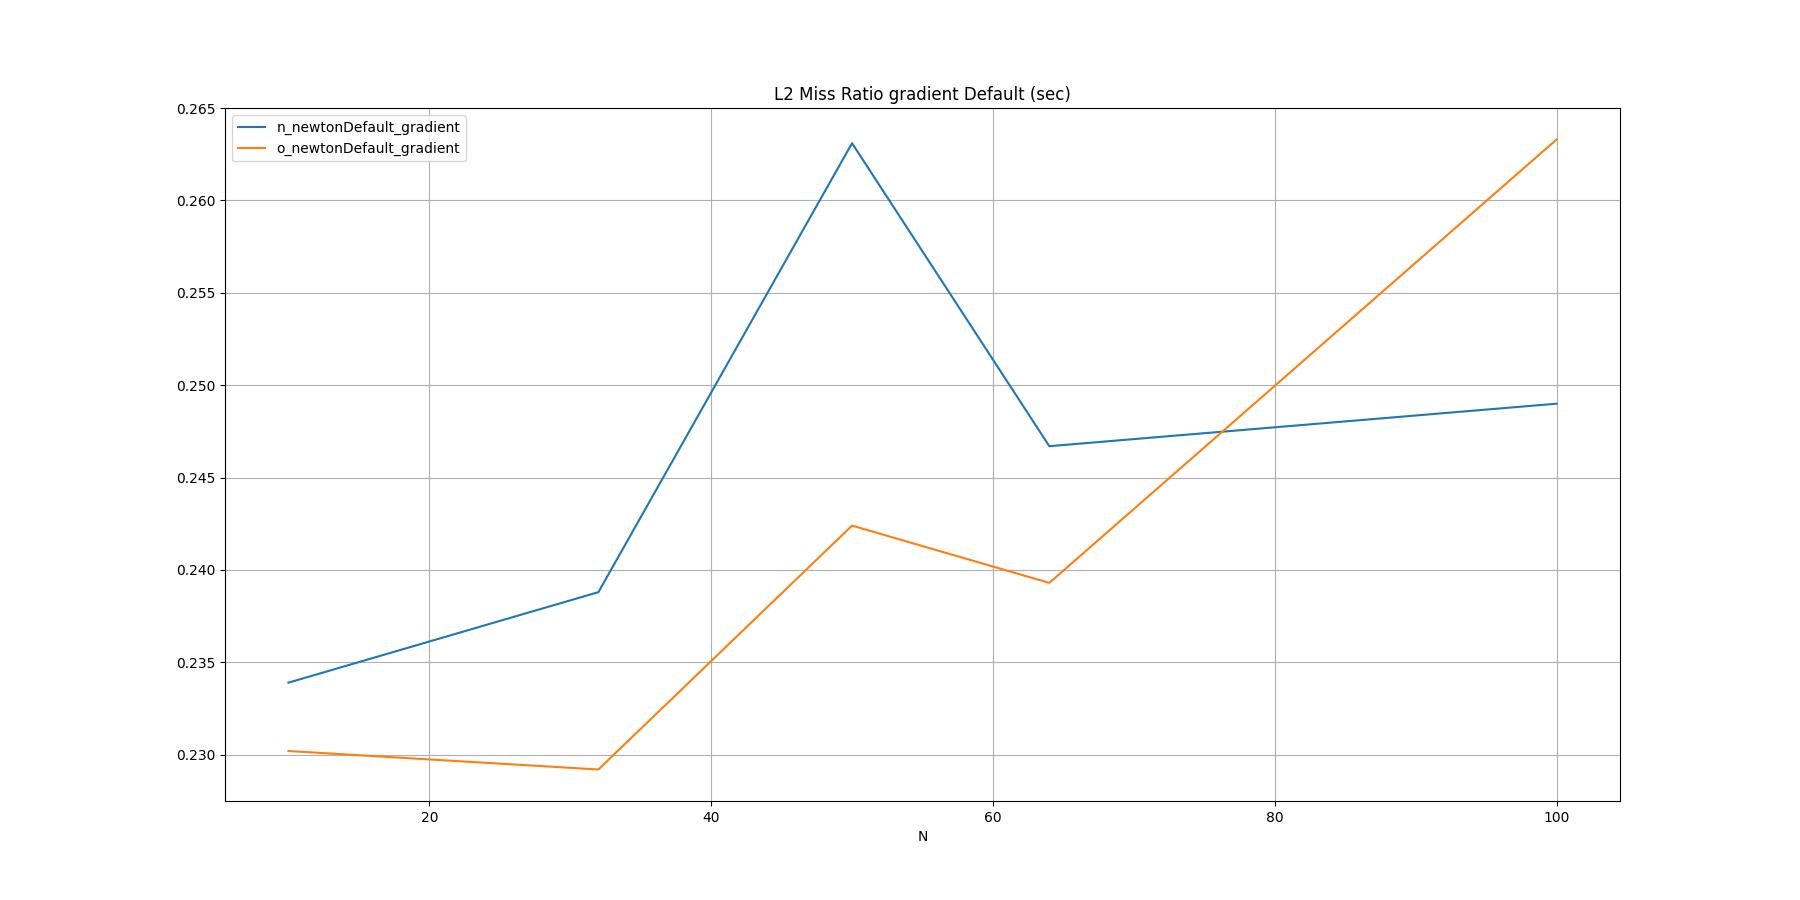 L2 Miss Ratio gradient Default (sec)
n_newtonDefault_gradient
o_newtonDefault_gradient
0.265
0.260
0.255
0.250
0.245
0.240
0.235
0.230
20 40 60 80 100
N